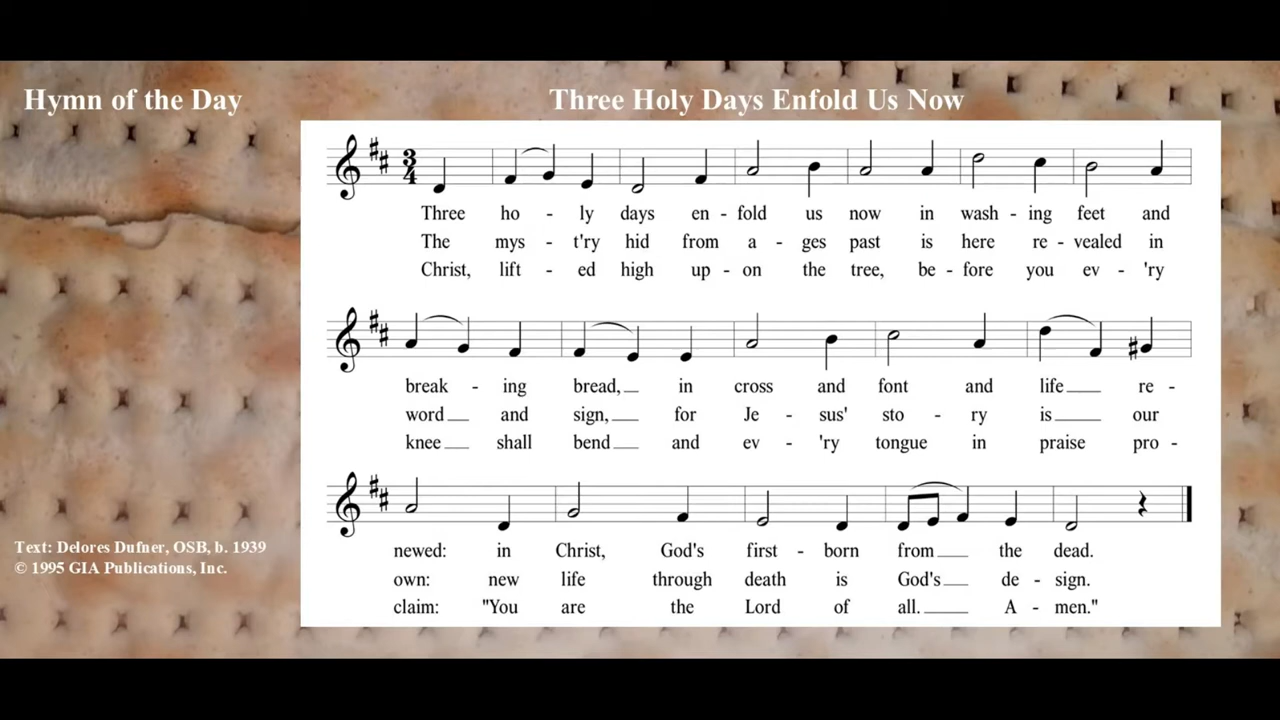 Hymn of the Day
Three Holy Days Enfold Us Now
3
4
Three ho - ly days en - fold us now in wash - ing feet and
The mys - t'ry hid from a - ges past is here re - vealed in
Christ, lift - ed high up - on the tree, be - fore you ev - 'ry
break - ing bread, in cross and font and life re -
word and sign, for Je - sus' sto - ry is our
knee shall bend and ev - 'ry tongue in praise pro -
newed: in Christ, God's first - born from the dead.
own: new life through death is God's de - sign.
claim: "You are the Lord of all. A - men."
Text: Delores Dufner, OSB, b. 1939
© 1995 GIA Publications, Inc.